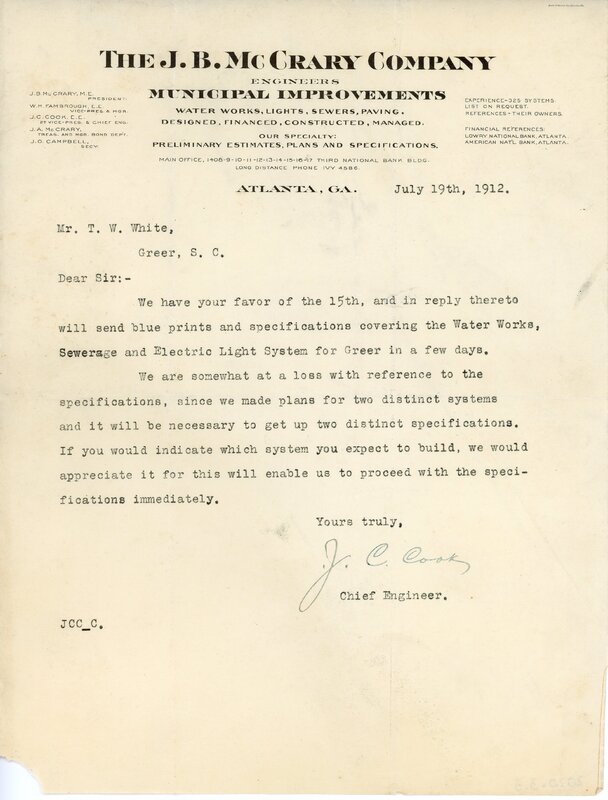 THE J. B. MCCRARY COMPANY
ENGINEERS
MUNICIPAL IMPROVEMENTS
WATER WORKS, LIGHTS, SEWERS, PAVING.
DESIGNED, FINANCED, CONSTRUCTED, MANAGED.
OUR SPECIALTY:
PRELIMINARY ESTIMATES, PLANS AND SPECIFICATIONS.
MAIN OFFICE, 1408-9-10-11-12-13-14-15-16-17 THIRD NATIONAL BANK BLDG.
LONG DISTANCE PHONE IVY 4586.
J. B. MCCRARY, M.E.
PRESIDENT.
W. H. FAMBROUGH, E.E.
VICE-PRES. & MGR.
J. C. COOK, E.E.
2D VICE-PRES. & CHIEF ENG.
J. A. MCCRARY,
TREAS. AND MGR. BOND DEPT.
J. O. CAMPBELL,
SECY.
EXPERIENCE-325 SYSTEMS.
LIST ON REQUEST.
REFERENCES-THEIR OWNERS.
FINANCIAL REFERENCES:
LOWRY NATIONAL BANK, ATLANTA.
AMERICAN NAT'L BANK, ATLANTA.
ATLANTA, GA. July 19th, 1912.
Mr. T. W. White,
Greer, S. C.
Dear Sir:-
We have your favor of the 15th, and in reply thereto
will send blue prints and specifications covering the Water Works,
Sewerage and Electric Light System for Greer in a few days.
We are somewhat at a loss with reference to the
specifications, since we made plans for two distinct systems
and it will be necessary to get up two distinct specifications.
If you would indicate which system you expect to build, we would
appreciate it for this will enable us to proceed with the speci-
fications immediately.
Yours truly,
J. C. Cook
Chief Engineer.
JCC_C.